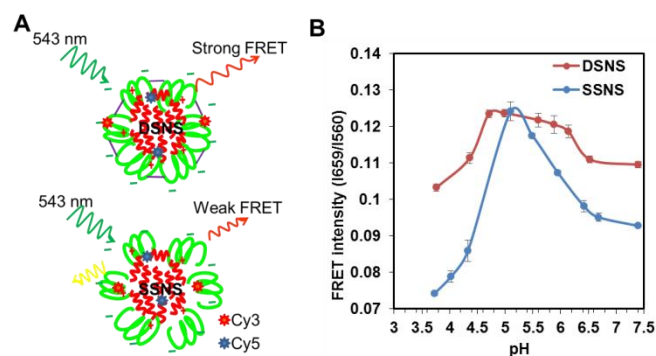 A
543 nm
Strong FRET
DSNS
543 nm
Weak FRET
SSNS
Cy3
Cy5
B
FRET intensity (I659/I560)
0.14
0.13
0.12
0.11
0.1
0.09
0.08
0.07
DSNS
SSNS
3 3.5 4 4.5 5 5.5 6 6.5 7 7.5
pH